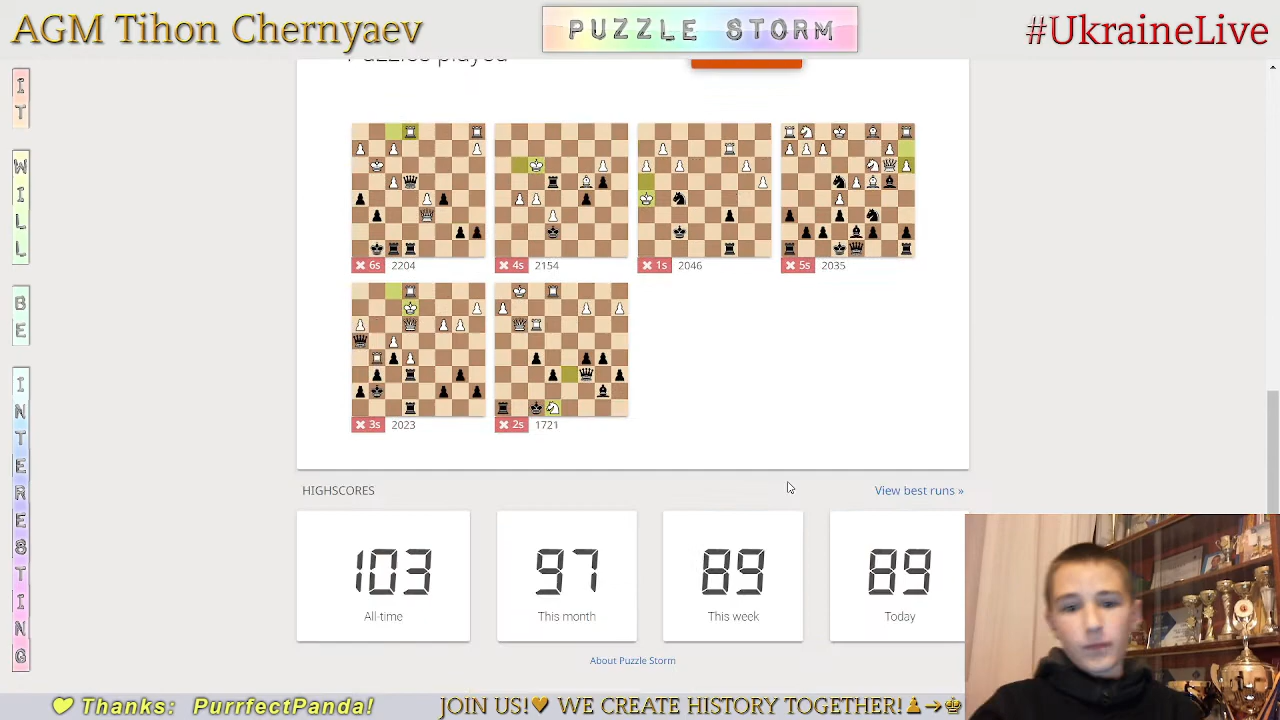 AGM Tihon Chernyaev
PUZZLE STORM
#UkraineLive
IT
WILL
BE
INTERESTING
Puzzles played
✖ 6s 2204
✖ 4s 2154
✖ 1s 2046
✖ 5s 2035
✖ 3s 2023
✖ 2s 1721
HIGHSCORES
View best runs »
103
All-time
97
This month
89
This week
89
Today
About Puzzle Storm
💛 Thanks: PurrfectPanda!
JOIN US!🧡 WE CREATE HISTORY TOGETHER!♟→♚